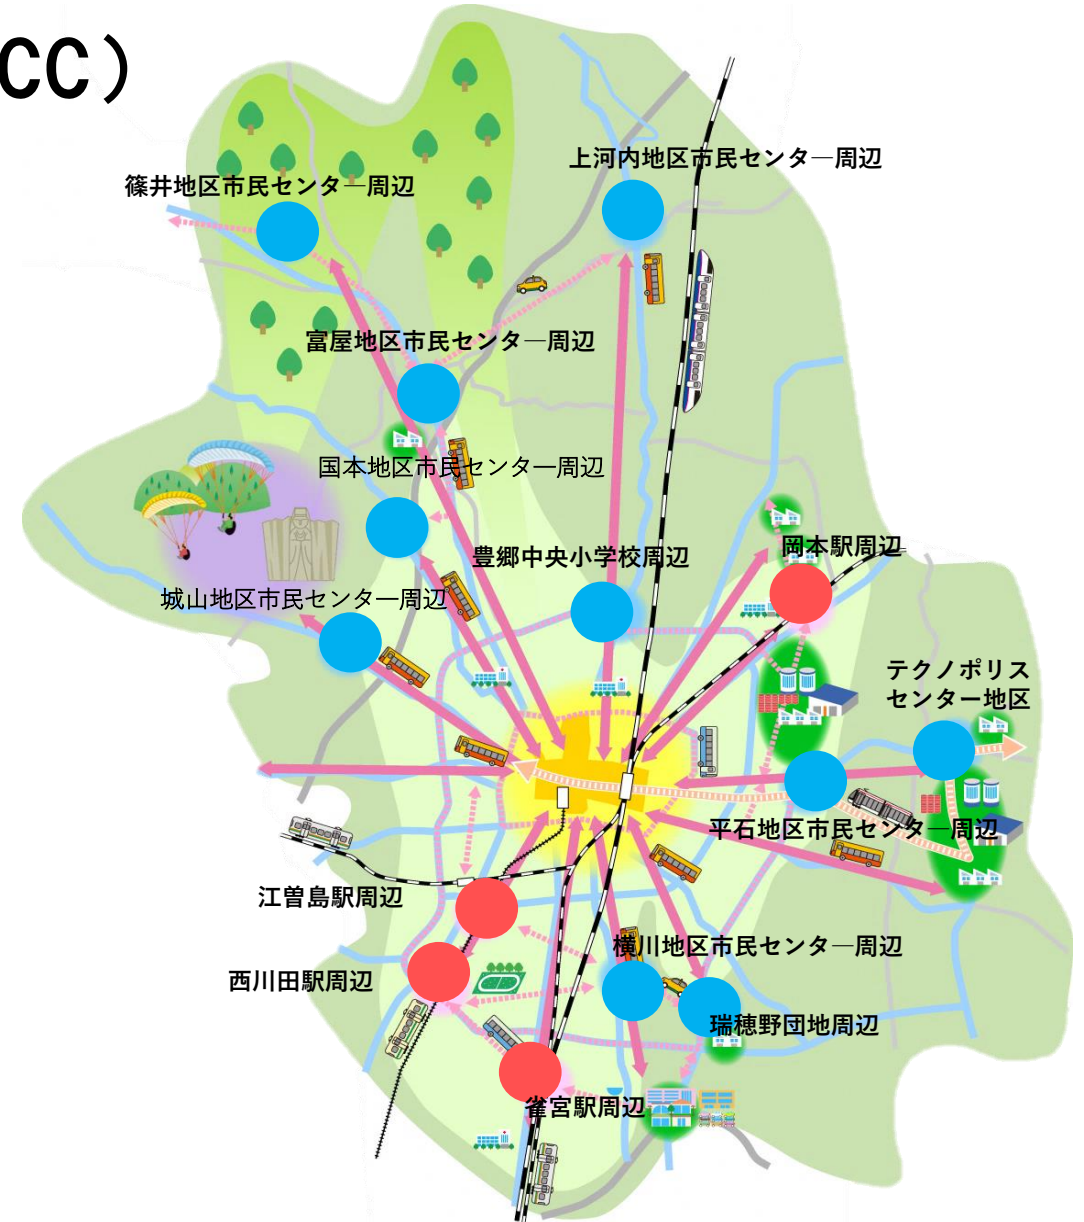 CC)
上河内地区市民センター周辺
篠井地区市民センター周辺
富屋地区市民センター周辺
国本地区市民センター周辺
豊郷中央小学校周辺
岡本駅周辺
城山地区市民センター周辺
テクノポリス
センター地区
平石地区市民センター周辺
江曽島駅周辺
横川地区市民センター周辺
西川田駅周辺
瑞穂野団地周辺
雀宮駅周辺